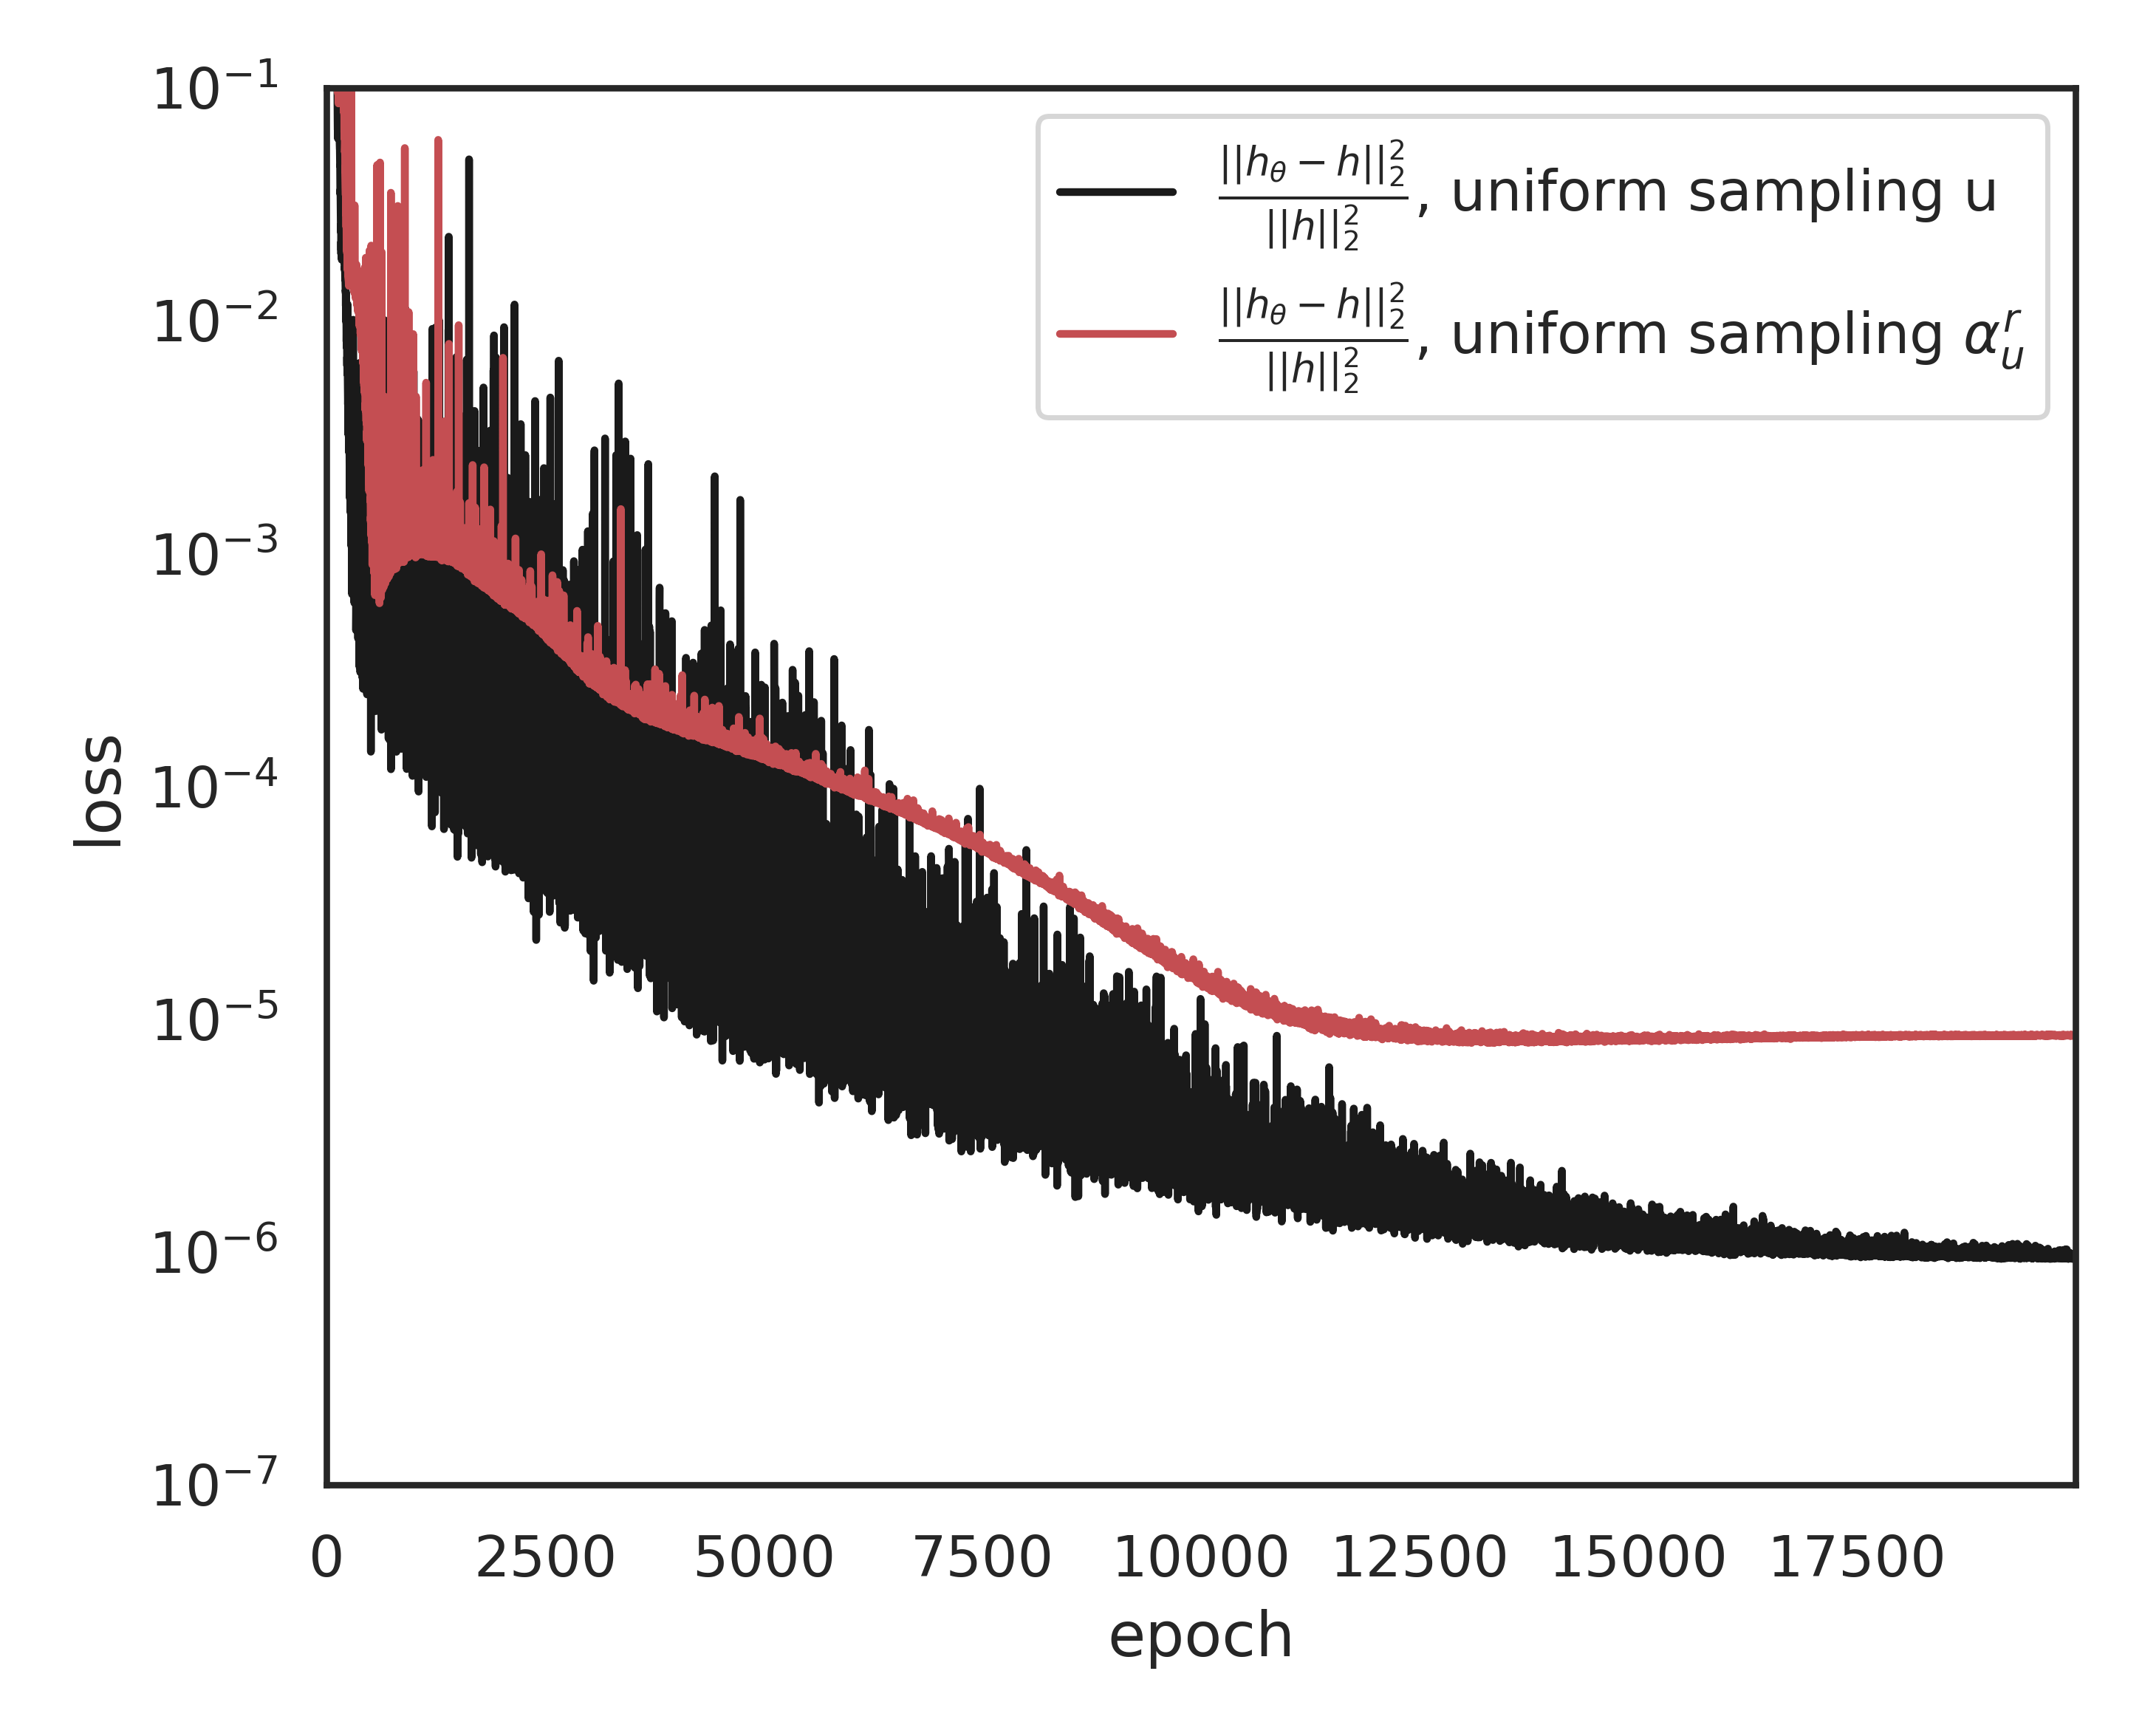 10⁻¹
10⁻²
10⁻³
10⁻⁴
10⁻⁵
10⁻⁶
10⁻⁷
loss
||h_θ − h||₂² / ||h||₂², uniform sampling u
||h_θ − h||₂² / ||h||₂², uniform sampling α_u^r
0 2500 5000 7500 10000 12500 15000 17500
epoch